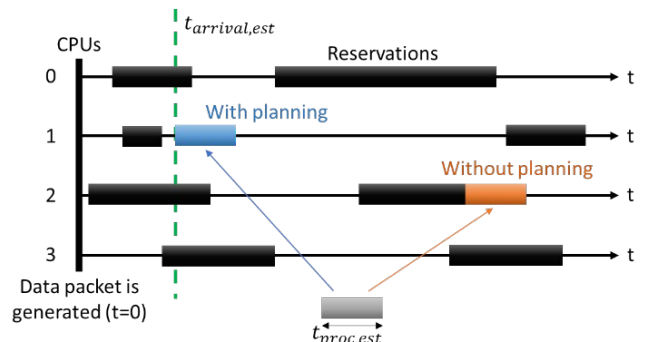 t_arrival,est
CPUs
Reservations
0
t
With planning
1
t
Without planning
2
t
3
t
Data packet is
generated (t=0)
t_proc,est